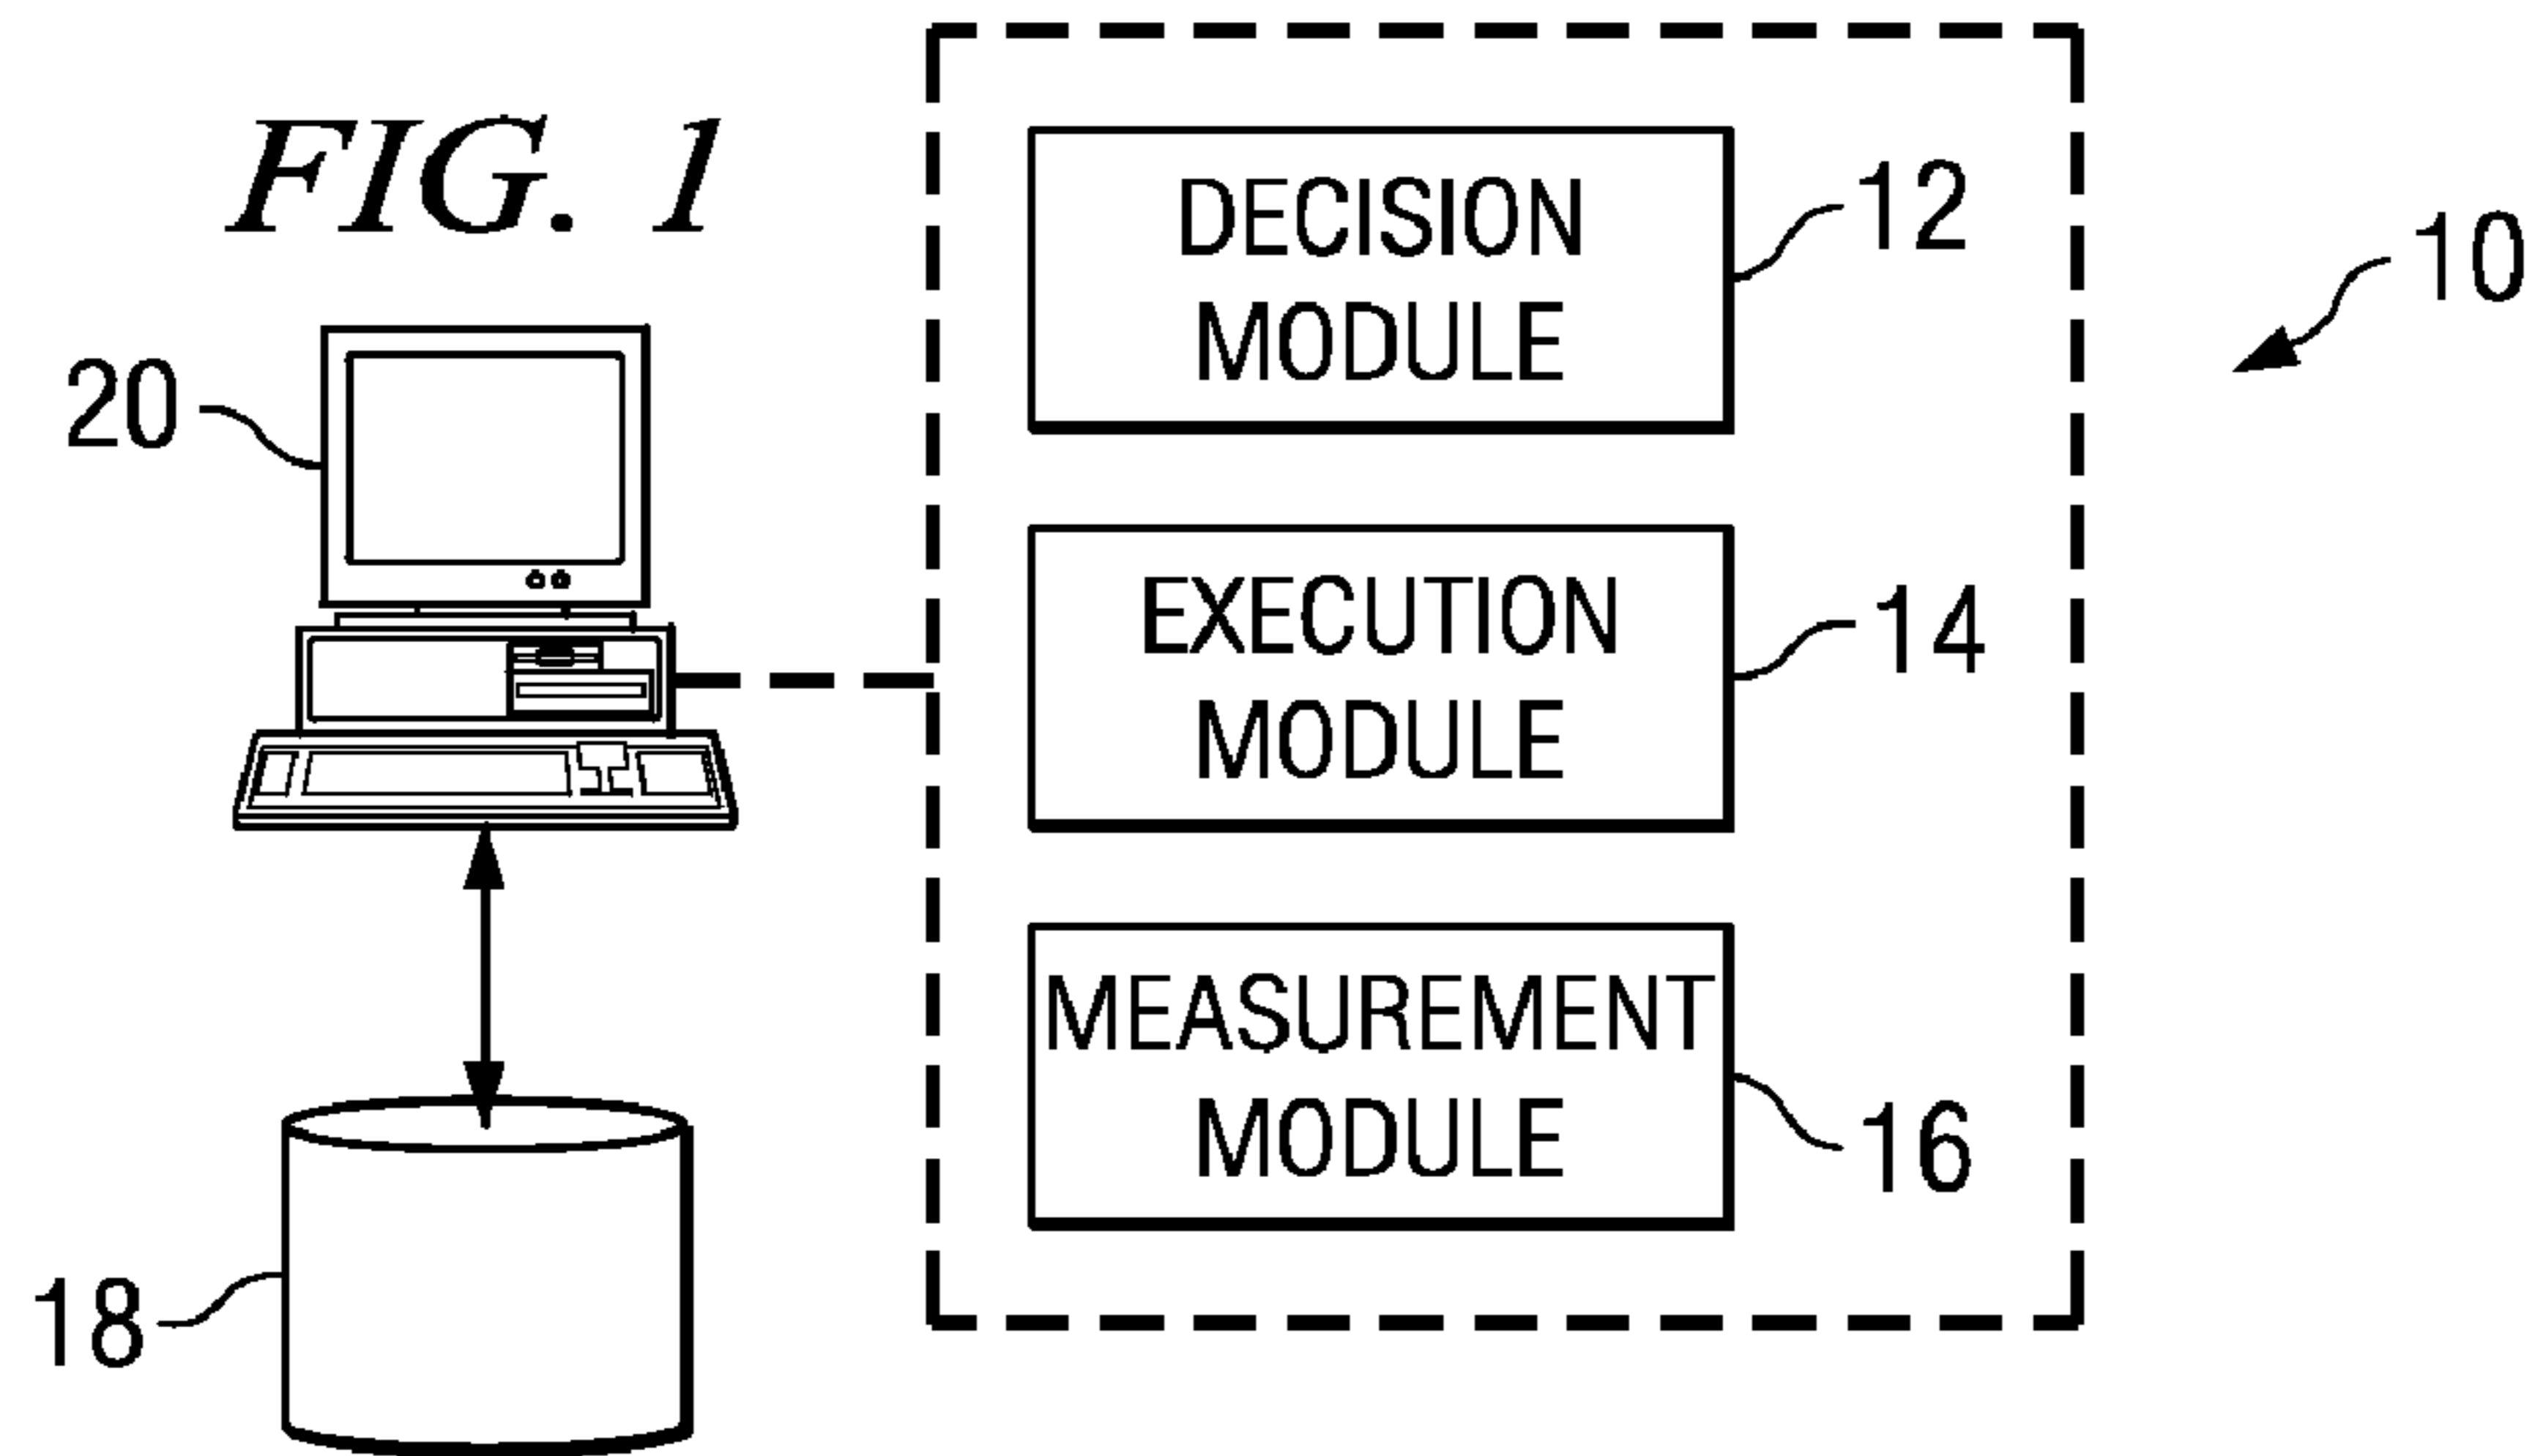 FIG. 1
DECISION
MODULE
12
10
20
EXECUTION
MODULE
14
MEASUREMENT
MODULE
16
18